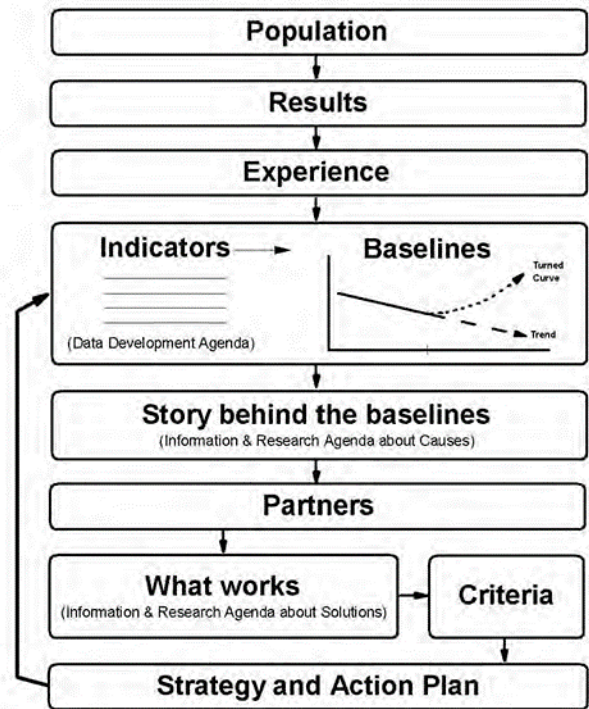 Population
Results
Experience
Indicators
(Data Development Agenda)
Baselines
Turned
Curve
Trend
Story behind the baselines
(Information & Research Agenda about Causes)
Partners
What works
(Information & Research Agenda about Solutions)
Criteria
Strategy and Action Plan